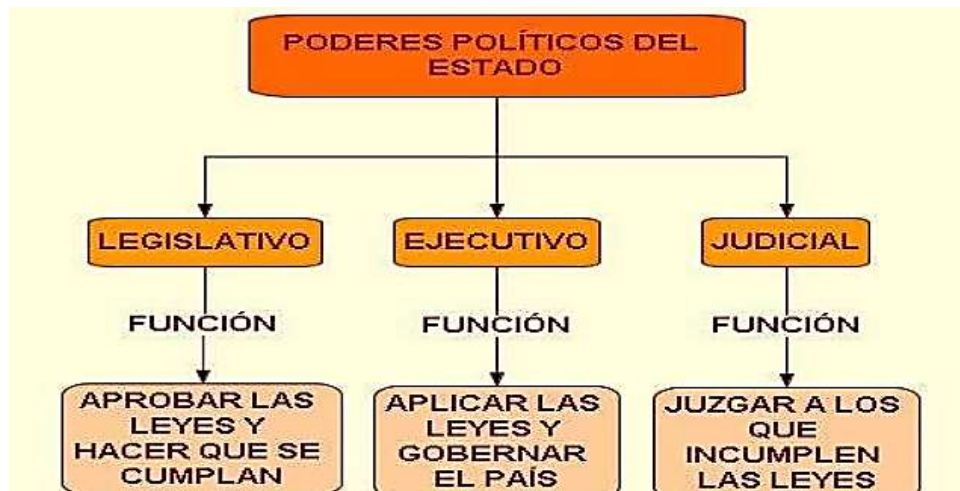 PODERES POLÍTICOS DEL
ESTADO
LEGISLATIVO
EJECUTIVO
JUDICIAL
FUNCIÓN
FUNCIÓN
FUNCIÓN
APROBAR LAS
LEYES Y
HACER QUE SE
CUMPLAN
APLICAR LAS
LEYES Y
GOBERNAR
EL PAÍS
JUZGAR A LOS
QUE
INCUMPLEN
LAS LEYES